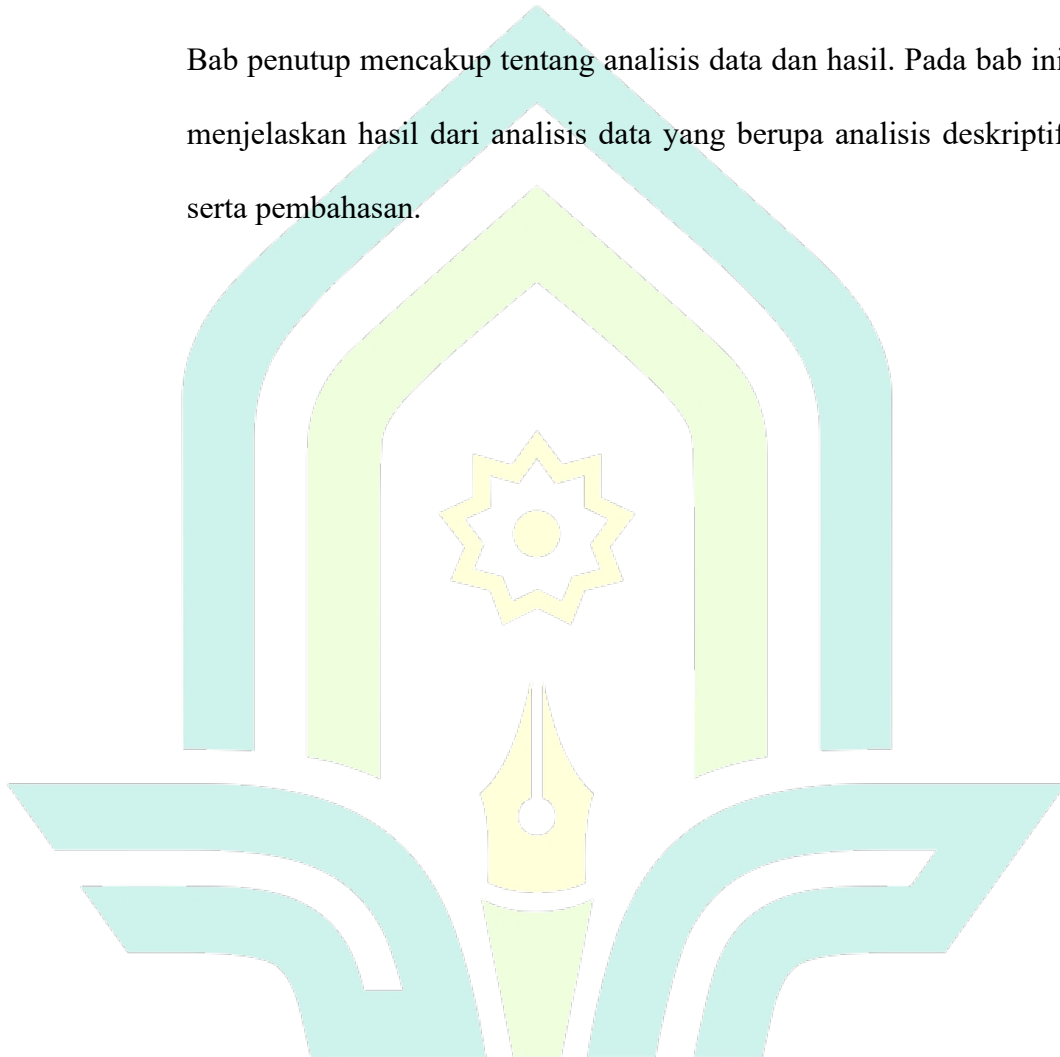 Bab penutup mencakup tentang analisis data dan hasil. Pada bab ini
menjelaskan hasil dari analisis data yang berupa analisis deskriptif
serta pembahasan.